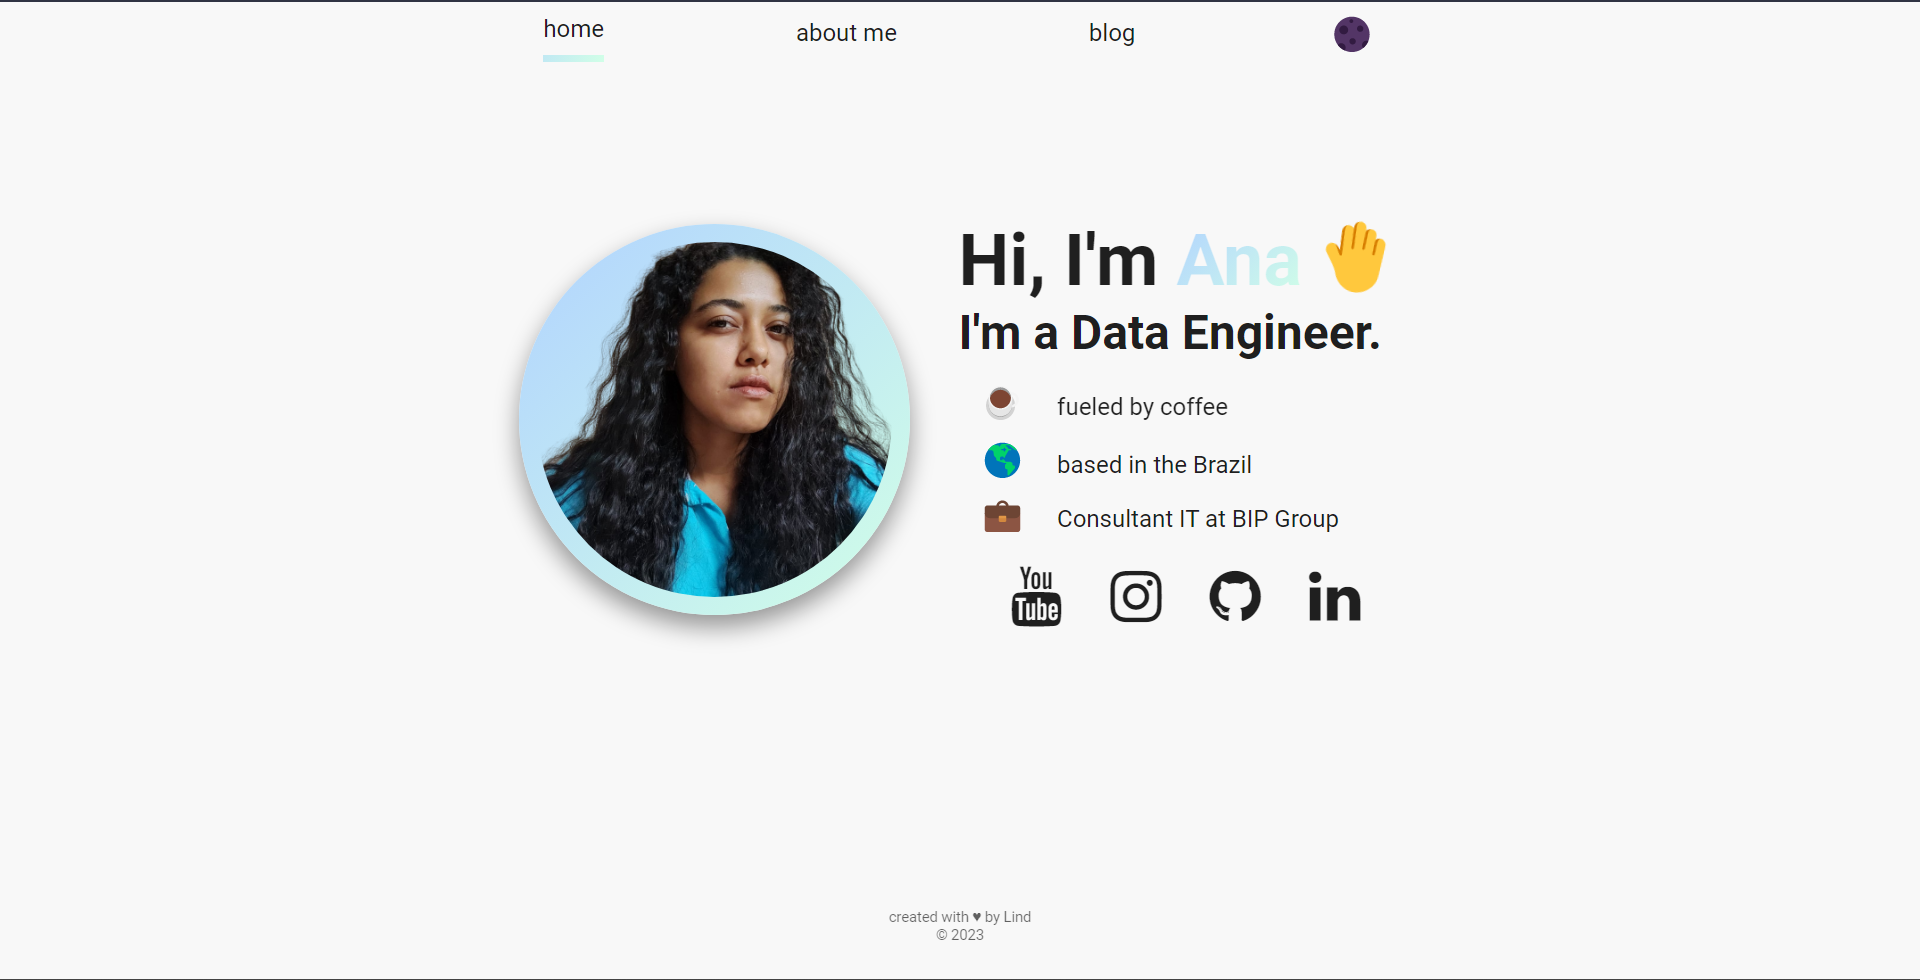 home
about me
blog
Hi, I'm Ana
I'm a Data Engineer.
fueled by coffee
based in the Brazil
Consultant IT at BIP Group
You
Tube
in
created with ♥ by Lind
© 2023